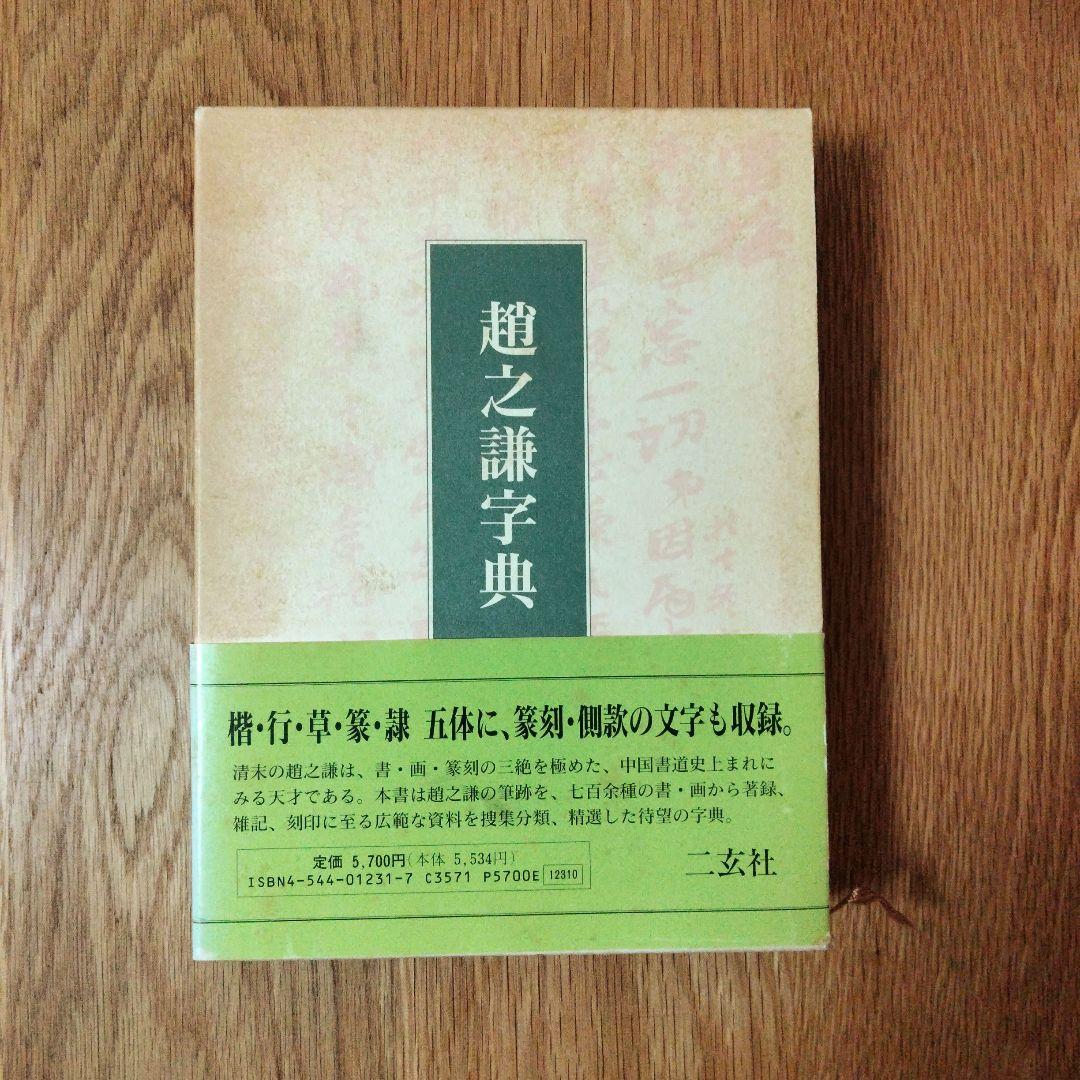 趙之謙字典
楷・行・草・篆・隷 五体に、篆刻・側款の文字も収録。
清末の趙之謙は、書・画・篆刻の三絶を極めた、中国書道史上まれに
みる天才である。本書は趙之謙の筆跡を、七百余種の書・画から著録、
雑記、刻印に至る広範な資料を捜集分類、精選した待望の字典。
定価 5,700円(本体 5,534円)
ISBN4-544-01231-7 C3571 P5700E 12310
二玄社